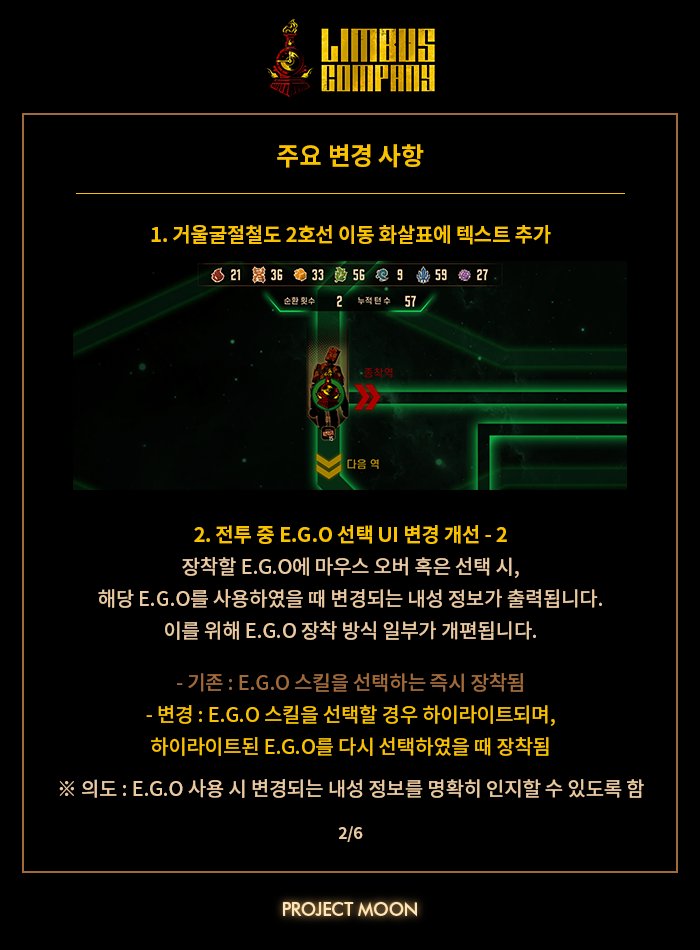 LIMBUS
COMPANY
주요 변경 사항
1. 거울굴절철도 2호선 이동 화살표에 텍스트 추가
21 36 33 56 9 59 27
순환 횟수 2 누적 턴 수 57
종착역
15
다음 역
2. 전투 중 E.G.O 선택 UI 변경 개선 - 2
장착할 E.G.O에 마우스 오버 혹은 선택 시,
해당 E.G.O를 사용하였을 때 변경되는 내성 정보가 출력됩니다.
이를 위해 E.G.O 장착 방식 일부가 개편됩니다.
- 기존 : E.G.O 스킬을 선택하는 즉시 장착됨
- 변경 : E.G.O 스킬을 선택할 경우 하이라이트되며,
하이라이트된 E.G.O를 다시 선택하였을 때 장착됨
※ 의도 : E.G.O 사용 시 변경되는 내성 정보를 명확히 인지할 수 있도록 함
2/6
PROJECT MOON